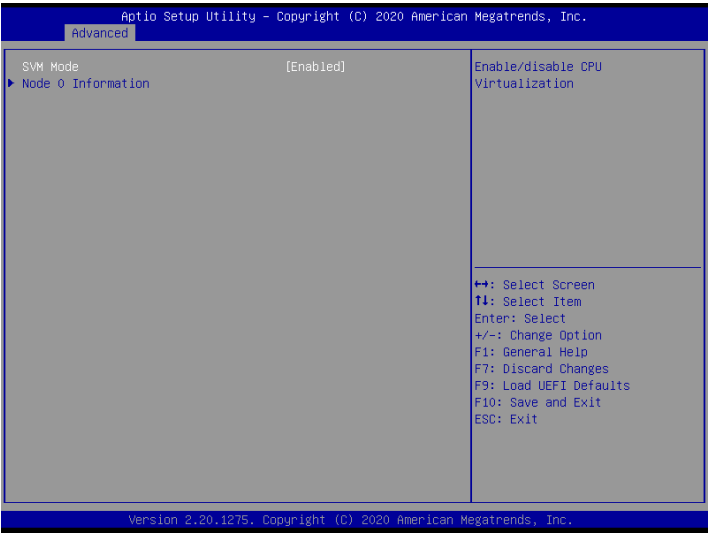 Aptio Setup Utility – Copyright (C) 2020 American Megatrends, Inc.
Advanced
SVM Mode [Enabled]
Node 0 Information
Enable/disable CPU
Virtualization
↔: Select Screen
↑↓: Select Item
Enter: Select
+/-: Change Option
F1: General Help
F7: Discard Changes
F9: Load UEFI Defaults
F10: Save and Exit
ESC: Exit
Version 2.20.1275. Copyright (C) 2020 American Megatrends, Inc.